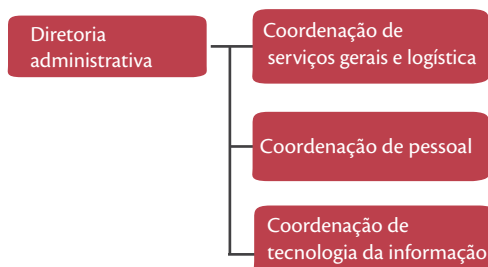 Diretoria
administrativa
Coordenação de
serviços gerais e logística
Coordenação de pessoal
Coordenação de
tecnologia da informação